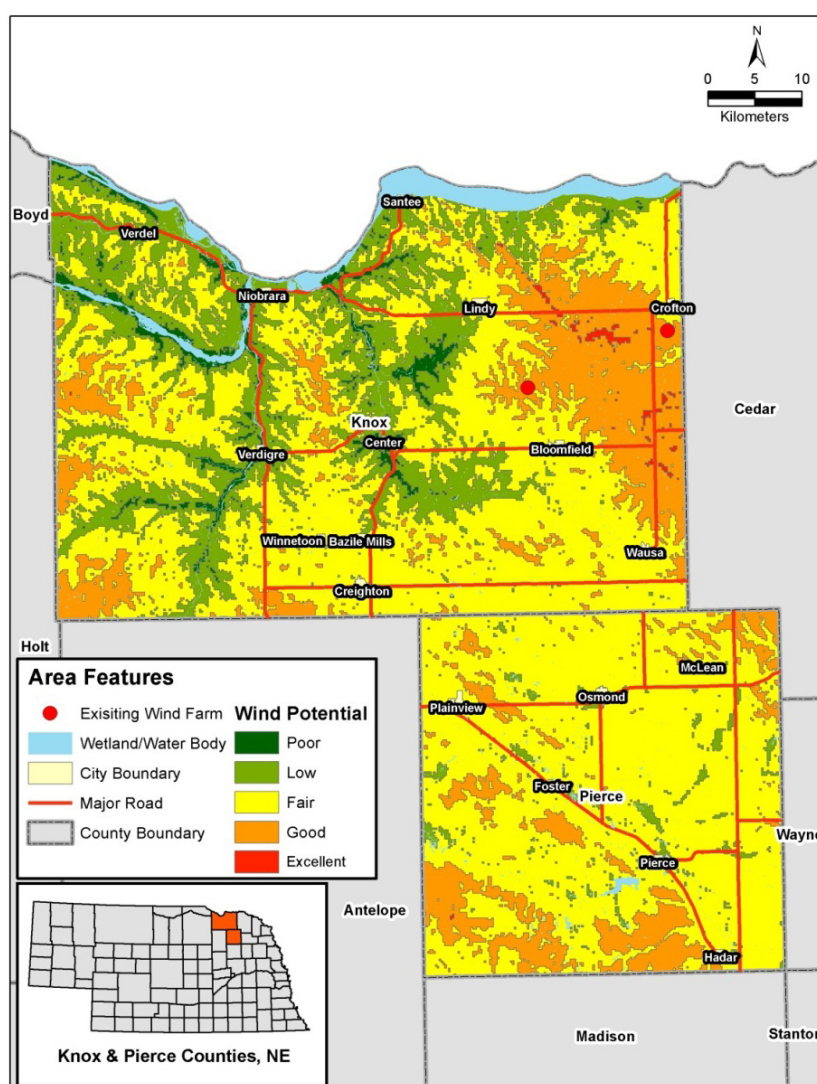 N
0 5 10
Kilometers
Boyd
Santee
Verdel
Niobrara
Lindy
Crofton
Cedar
Knox
Center
Verdigre
Bloomfield
Winnetoon
Bazile Mills
Wausa
Creighton
Holt
McLean
Osmond
Plainview
Foster
Pierce
Wayne
Pierce
Antelope
Hadar
Madison
Stanton
Area Features
Exisiting Wind Farm
Wetland/Water Body
City Boundary
Major Road
County Boundary
Wind Potential
Poor
Low
Fair
Good
Excellent
Knox & Pierce Counties, NE